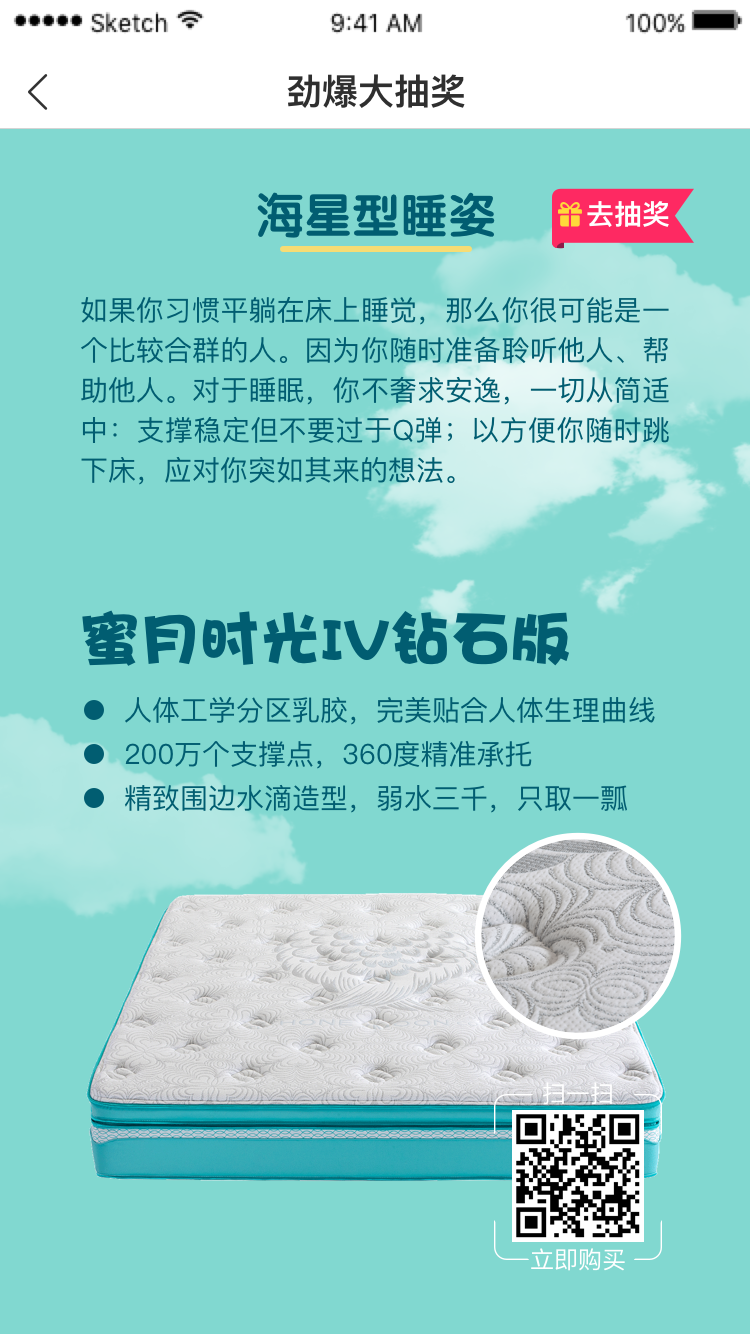 ●●●●● Sketch 9:41 AM 100%
劲爆大抽奖
海星型睡姿
去抽奖
如果你习惯平躺在床上睡觉，那么你很可能是一
个比较合群的人。因为你随时准备聆听他人、帮
助他人。对于睡眠，你不奢求安逸，一切从简适
中：支撑稳定但不要过于Q弹；以方便你随时跳
下床，应对你突如其来的想法。
蜜月时光IV钻石版
● 人体工学分区乳胶，完美贴合人体生理曲线
● 200万个支撑点，360度精准承托
● 精致围边水滴造型，弱水三千，只取一瓢
扫一扫
立即购买